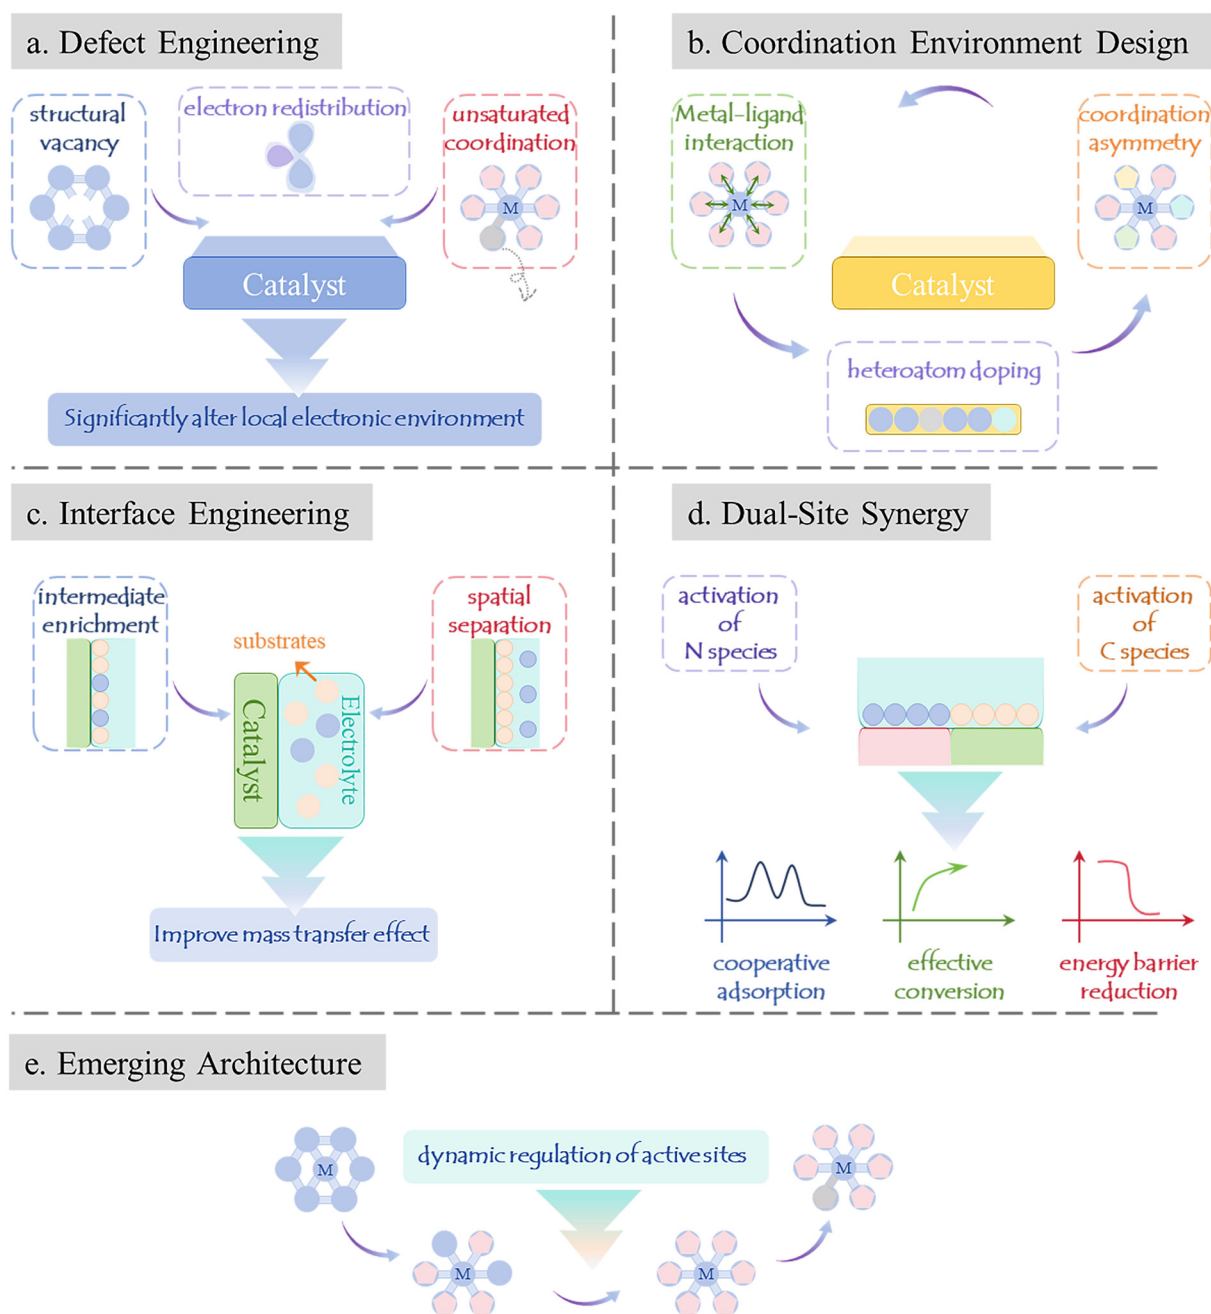 a. Defect Engineering
structural
vacancy
electron redistribution
unsaturated
coordination
M
Catalyst
Significantly alter local electronic environment
b. Coordination Environment Design
Metal-ligand
interaction
M
coordination
asymmetry
M
Catalyst
heteroatom doping
c. Interface Engineering
intermediate
enrichment
substrates
spatial
separation
Catalyst
Electrolyte
Improve mass transfer effect
d. Dual-Site Synergy
activation
of
N species
activation
of
C species
cooperative
adsorption
effective
conversion
energy barrier
reduction
e. Emerging Architecture
M
dynamic regulation of active sites
M
M
M